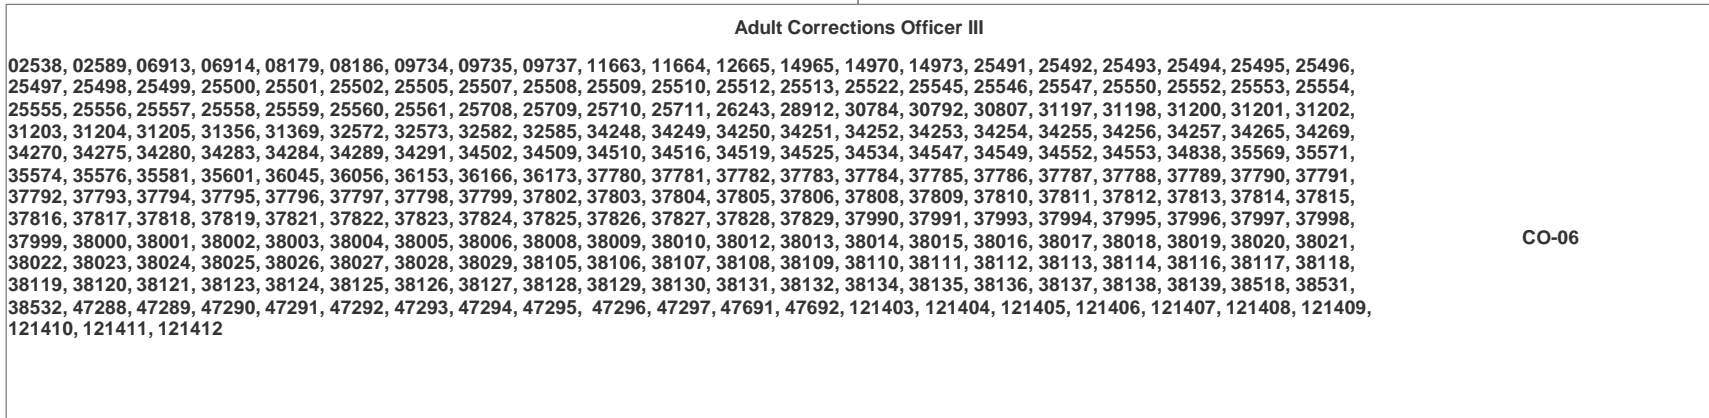 Adult Corrections Officer III
02538, 02589, 06913, 06914, 08179, 08186, 09734, 09735, 09737, 11663, 11664, 12665, 14965, 14970, 14973, 25491, 25492, 25493, 25494, 25495, 25496,
25497, 25498, 25499, 25500, 25501, 25502, 25505, 25507, 25508, 25509, 25510, 25512, 25513, 25522, 25545, 25546, 25547, 25550, 25552, 25553, 25554,
25555, 25556, 25557, 25558, 25559, 25560, 25561, 25708, 25709, 25710, 25711, 26243, 28912, 30784, 30792, 30807, 31197, 31198, 31200, 31201, 31202,
31203, 31204, 31205, 31356, 31369, 32572, 32573, 32582, 32585, 34248, 34249, 34250, 34251, 34252, 34253, 34254, 34255, 34256, 34257, 34265, 34269,
34270, 34275, 34280, 34283, 34284, 34289, 34291, 34502, 34509, 34510, 34516, 34519, 34525, 34534, 34547, 34549, 34552, 34553, 34838, 35569, 35571,
35574, 35576, 35581, 35601, 36045, 36056, 36153, 36166, 36173, 37780, 37781, 37782, 37783, 37784, 37785, 37786, 37787, 37788, 37789, 37790, 37791,
37792, 37793, 37794, 37795, 37796, 37797, 37798, 37799, 37802, 37803, 37804, 37805, 37806, 37808, 37809, 37810, 37811, 37812, 37813, 37814, 37815,
37816, 37817, 37818, 37819, 37821, 37822, 37823, 37824, 37825, 37826, 37827, 37828, 37829, 37990, 37991, 37993, 37994, 37995, 37996, 37997, 37998,
37999, 38000, 38001, 38002, 38003, 38004, 38005, 38006, 38008, 38009, 38010, 38012, 38013, 38014, 38015, 38016, 38017, 38018, 38019, 38020, 38021,
CO-06
38022, 38023, 38024, 38025, 38026, 38027, 38028, 38029, 38105, 38106, 38107, 38108, 38109, 38110, 38111, 38112, 38113, 38114, 38116, 38117, 38118,
38119, 38120, 38121, 38123, 38124, 38125, 38126, 38127, 38128, 38129, 38130, 38131, 38132, 38134, 38135, 38136, 38137, 38138, 38139, 38518, 38531,
38532, 47288, 47289, 47290, 47291, 47292, 47293, 47294, 47295, 47296, 47297, 47691, 47692, 121403, 121404, 121405, 121406, 121407, 121408, 121409,
121410, 121411, 121412